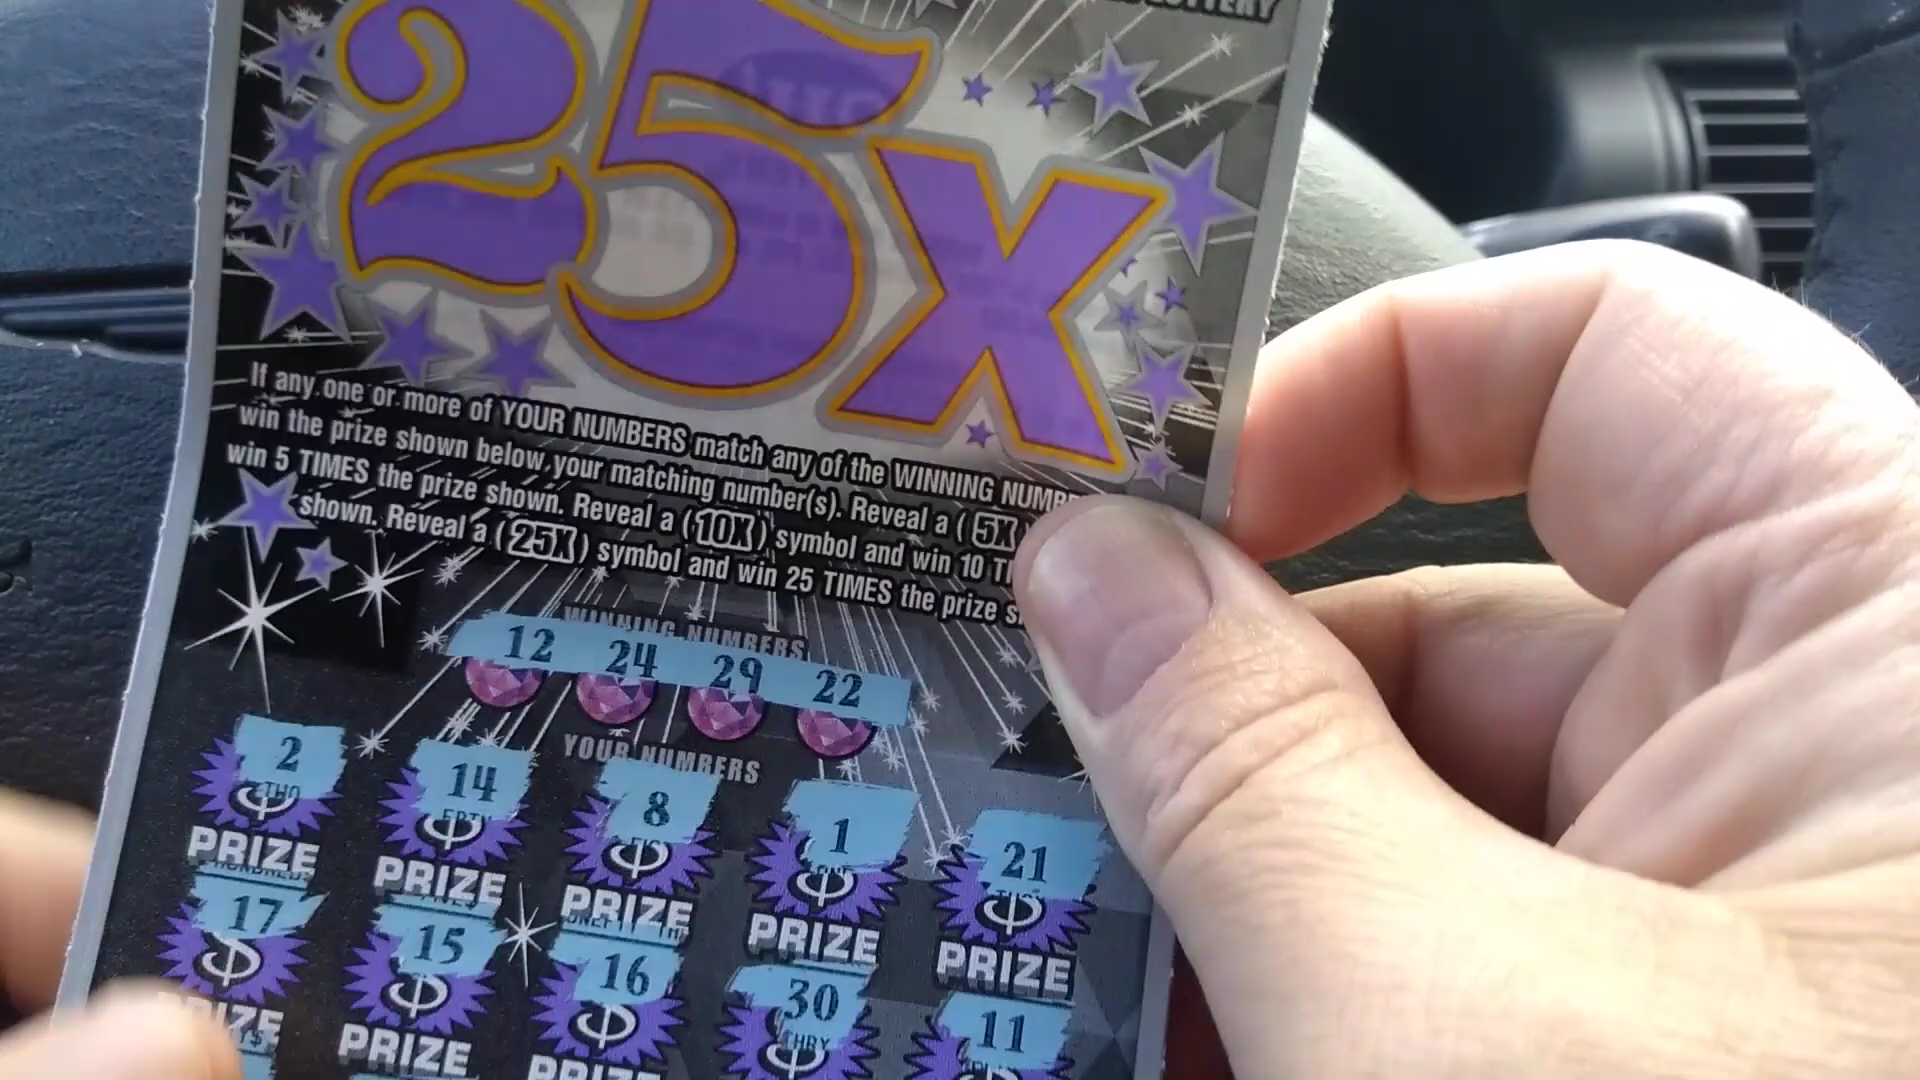 LOTTERY
25X
If any one or more of YOUR NUMBERS match any of the WINNING
win the prize shown below your matching number(s). Reveal a (5X
win 5 TIMES the prize shown. Reveal a (10X) symbol and win 10
shown. Reveal a (25X) symbol and win 25 TIMES the prize
WINNING NUMBERS
12 24 29 22
YOUR NUMBERS
2 14 8 1 21
PRIZE PRIZE PRIZE PRIZE PRIZE
17 15 16 30 11
PRIZE PRIZE